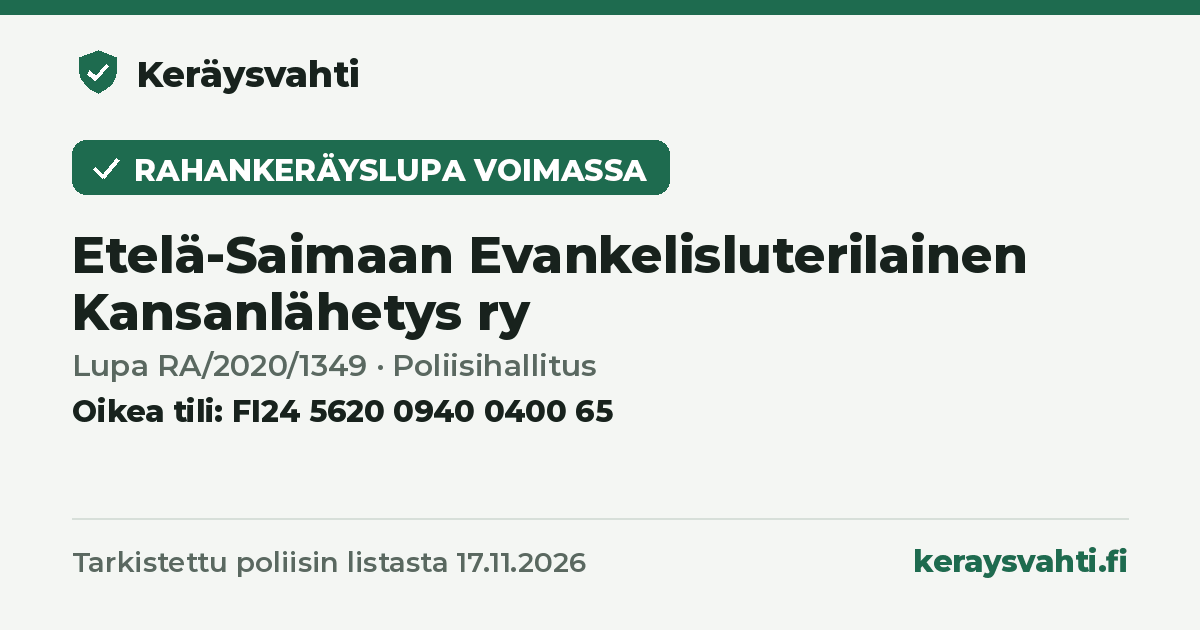 Keräysvahti
RAHANKERÄYSLUPA VOIMASSA
Etelä-Saimaan Evankelisluterilainen
Kansanlähetys ry
Lupa RA/2020/1349 · Poliisihallitus
Oikea tili: FI24 5620 0940 0400 65
Tarkistettu poliisin listasta 17.11.2026
keraysvahti.fi